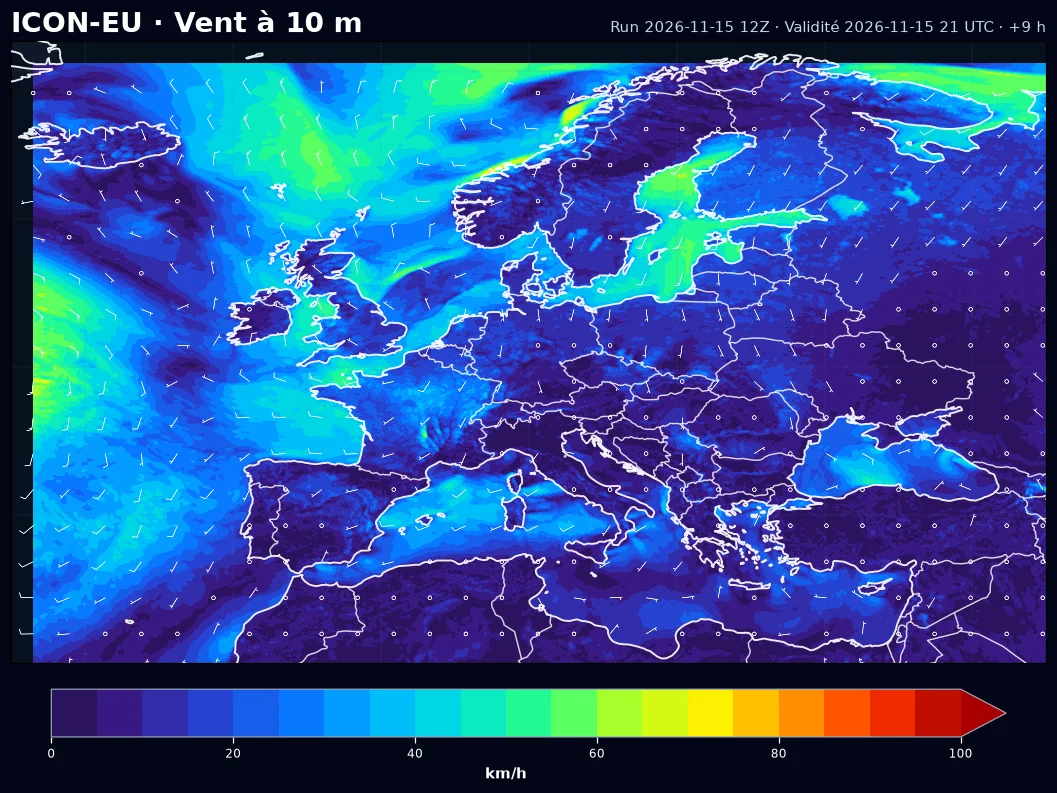 ICON-EU · Vent à 10 m
Run 2026-11-15 12Z · Validité 2026-11-15 21 UTC · +9 h
0 20 40 60 80 100
km/h